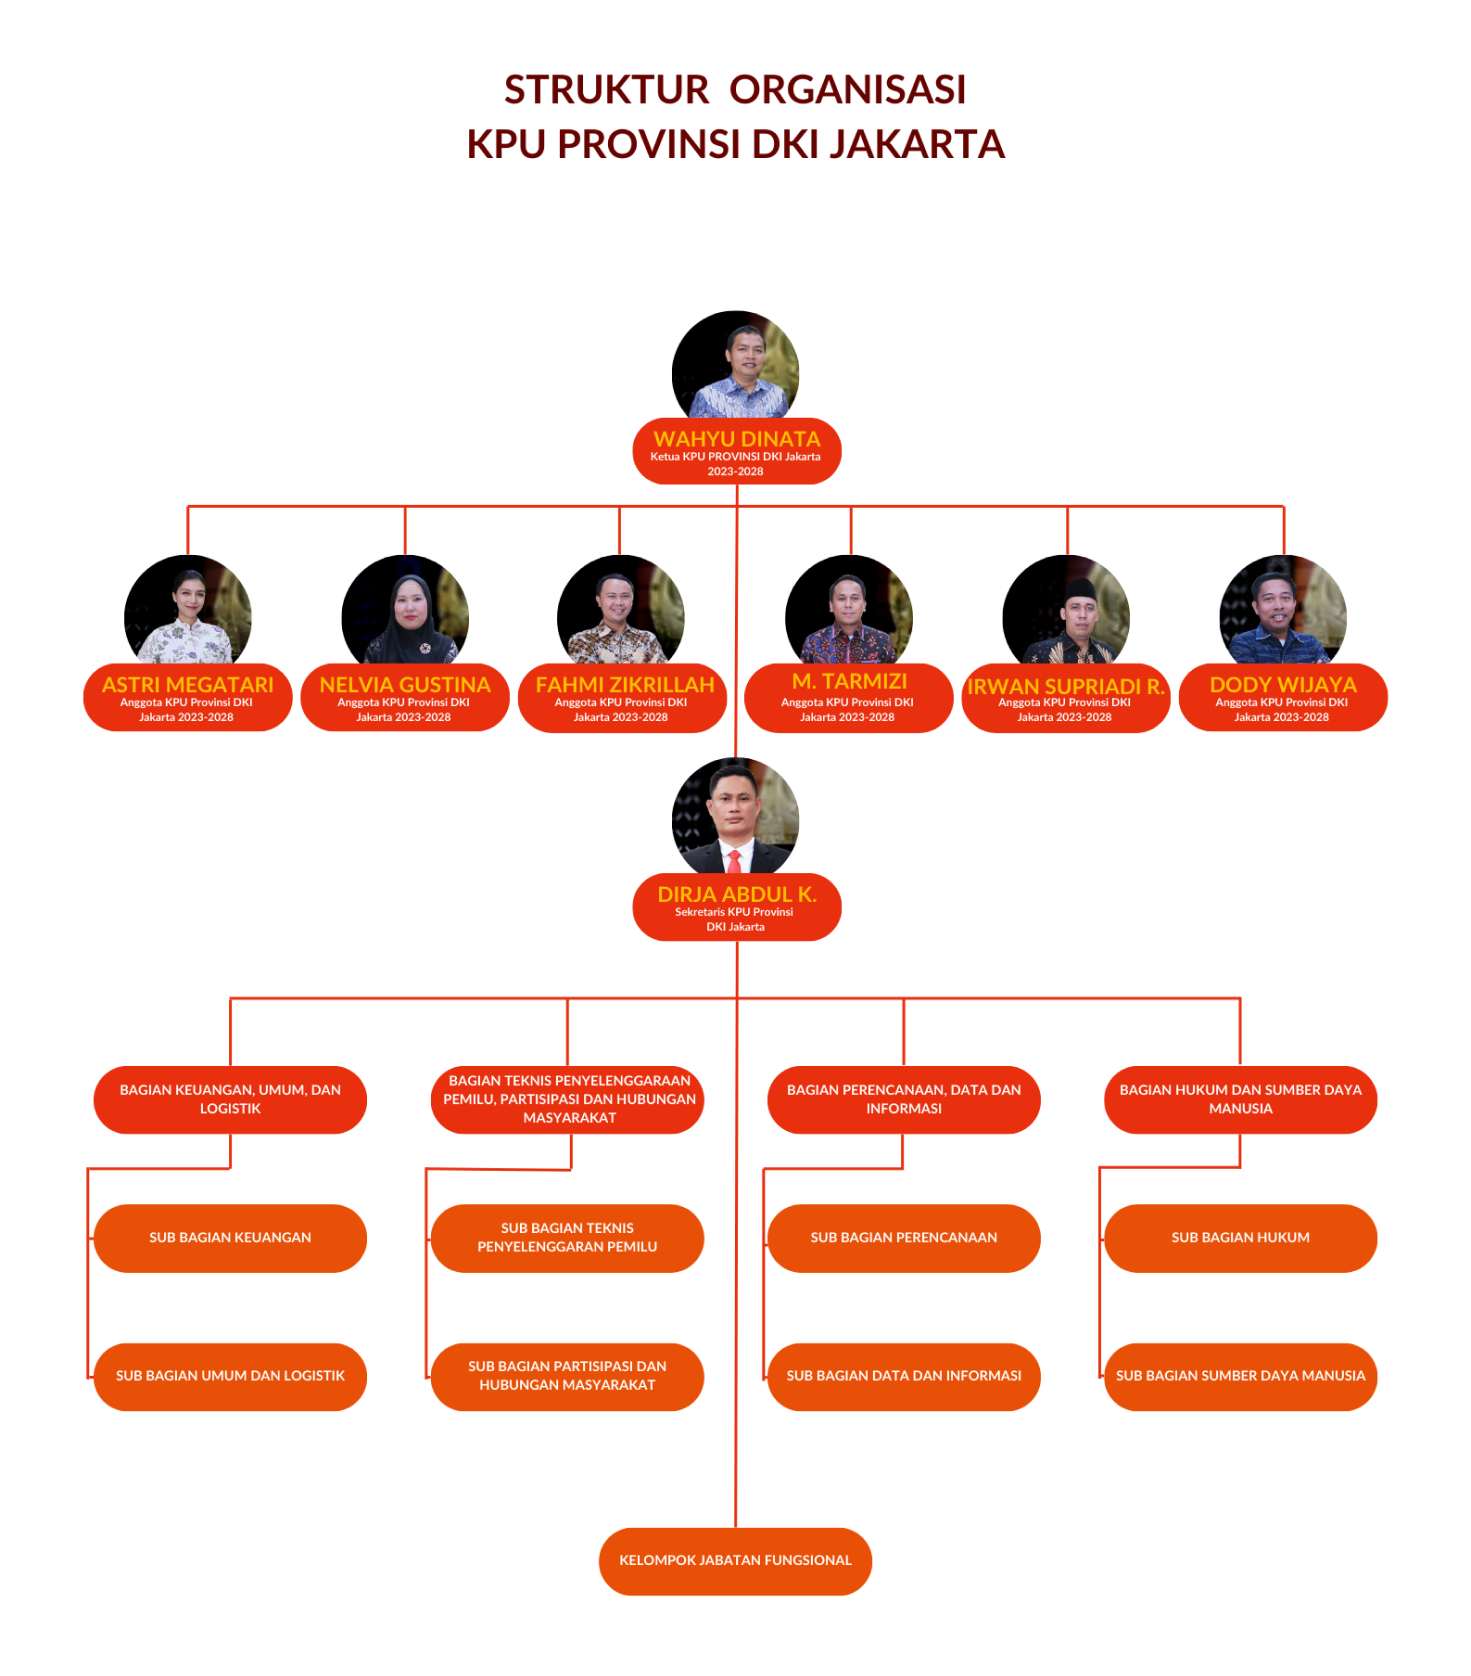 STRUKTUR ORGANISASI
KPU PROVINSI DKI JAKARTA
WAHYU DINATA
Ketua KPU PROVINSI DKI Jakarta
2023-2028
ASTRI MEGATARI
Anggota KPU Provinsi DKI
Jakarta 2023-2028
NELVIA GUSTINA
Anggota KPU Provinsi DKI
Jakarta 2023-2028
FAHMI ZIKRILLAH
Anggota KPU Provinsi DKI
Jakarta 2023-2028
M. TARMIZI
Anggota KPU Provinsi DKI
Jakarta 2023-2028
IRWAN SUPRIADI R.
Anggota KPU Provinsi DKI
Jakarta 2023-2028
DODY WIJAYA
Anggota KPU Provinsi DKI
Jakarta 2023-2028
DIRJA ABDUL K.
Sekretaris KPU Provinsi
DKI Jakarta
BAGIAN KEUANGAN, UMUM, DAN
LOGISTIK
BAGIAN TEKNIS PENYELENGGARAAN
PEMILU, PARTISIPASI DAN HUBUNGAN
MASYARAKAT
BAGIAN PERENCANAAN, DATA DAN
INFORMASI
BAGIAN HUKUM DAN SUMBER DAYA
MANUSIA
SUB BAGIAN KEUANGAN
SUB BAGIAN TEKNIS
PENYELENGGARAN PEMILU
SUB BAGIAN PERENCANAAN
SUB BAGIAN HUKUM
SUB BAGIAN UMUM DAN LOGISTIK
SUB BAGIAN PARTISIPASI DAN
HUBUNGAN MASYARAKAT
SUB BAGIAN DATA DAN INFORMASI
SUB BAGIAN SUMBER DAYA MANUSIA
KELOMPOK JABATAN FUNGSIONAL